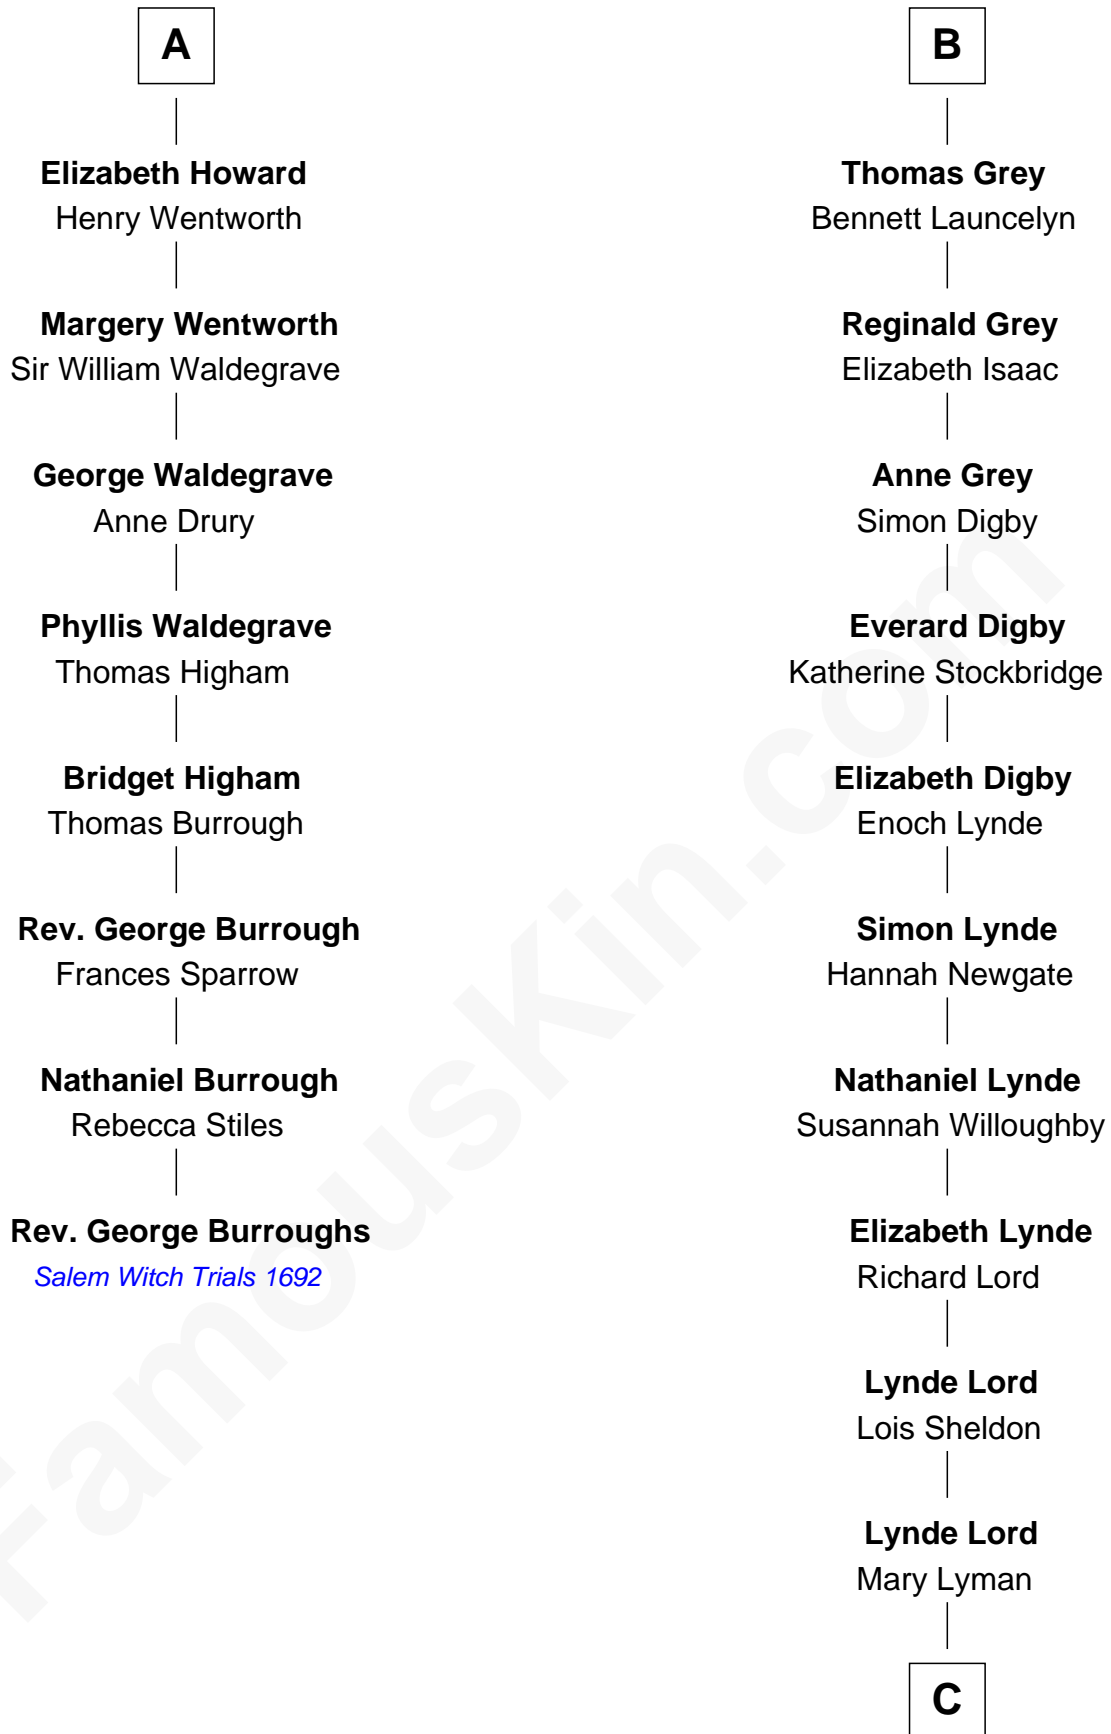 A
Elizabeth Howard
Henry Wentworth
Margery Wentworth
Sir William Waldegrave
George Waldegrave
Anne Drury
Phyllis Waldegrave
Thomas Higham
Bridget Higham
Thomas Burrough
Rev. George Burrough
Frances Sparrow
Nathaniel Burrough
Rebecca Stiles
Rev. George Burroughs
Salem Witch Trials 1692
B
Thomas Grey
Bennett Launcelyn
Reginald Grey
Elizabeth Isaac
Anne Grey
Simon Digby
Everard Digby
Katherine Stockbridge
Elizabeth Digby
Enoch Lynde
Simon Lynde
Hannah Newgate
Nathaniel Lynde
Susannah Willoughby
Elizabeth Lynde
Richard Lord
Lynde Lord
Lois Sheldon
Lynde Lord
Mary Lyman
C
FamousKin.com